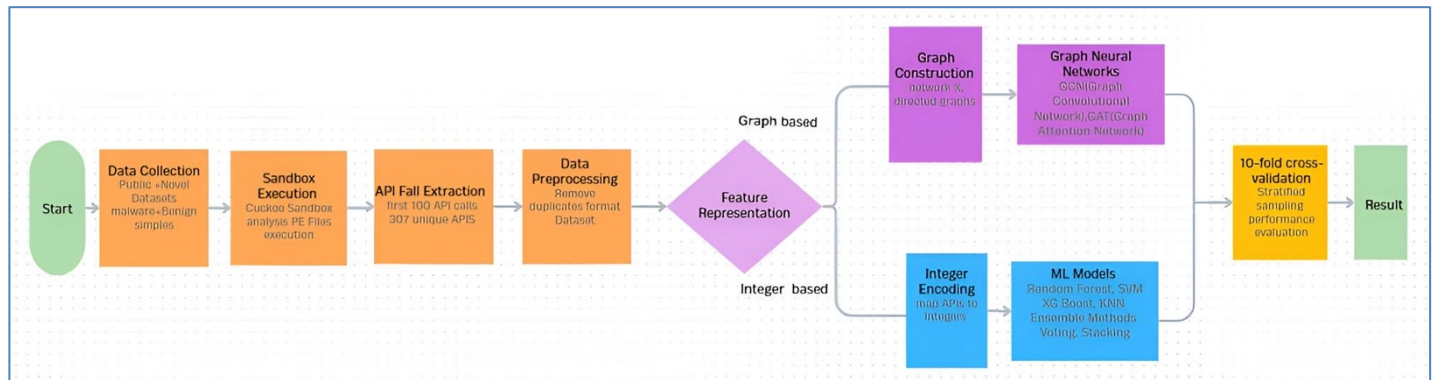 Start
Data Collection
Public +Novel
Datasets
malware+Benign
simples
Sandbox
Execution
Cuckoo Sandbox
analysis PE Files
execution
API Fall Extraction
first 100 API calls
307 unique APIS
Data
Preprocessing
Remove
duplicates format
Dataset
Feature
Representation
Graph based
Graph
Construction
network X,
directed graphs
Graph Neural
Networks
GCN(Graph
Convolutional
Network),GAT(Graph
Attention Network)
Integer based
Integer
Encoding
map APIs to
integers
ML Models
Random Forest, SVM
XG Boost, KNN
Ensemble Methods
Voting, Stacking
10-fold cross-
validation
Stratified
sampling
performance
evaluation
Result